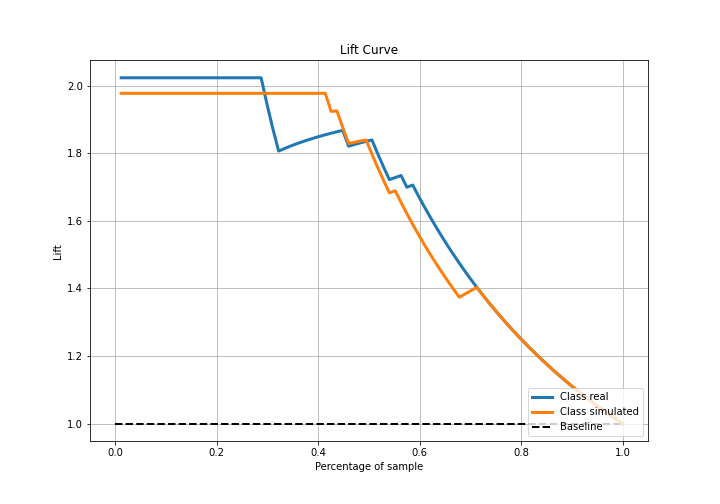 Lift Curve
Lift
2.0
1.8
1.6
1.4
1.2
1.0
0.0 0.2 0.4 0.6 0.8 1.0
Percentage of sample
Class real
Class simulated
Baseline